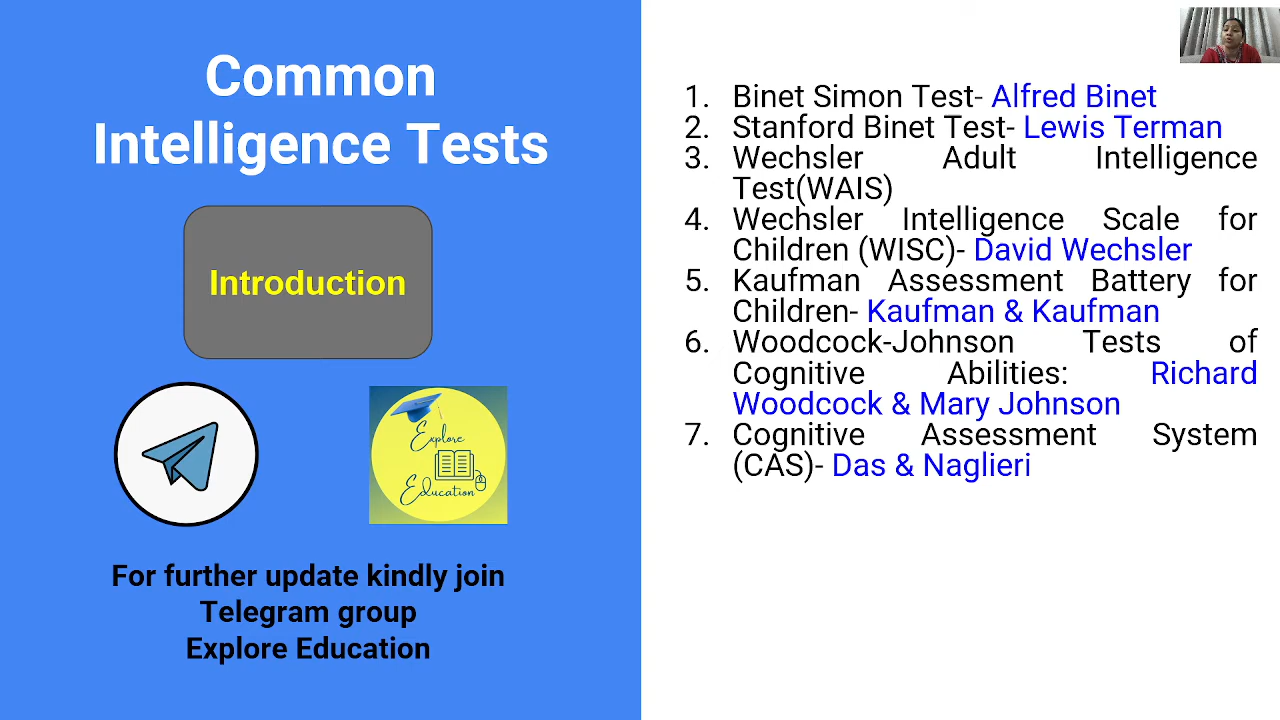 Common
Intelligence Tests
Introduction
Explore
Education
For further update kindly join
Telegram group
Explore Education
1. Binet Simon Test- Alfred Binet
2. Stanford Binet Test- Lewis Terman
3. Wechsler Adult Intelligence
Test(WAIS)
4. Wechsler Intelligence Scale for
Children (WISC)- David Wechsler
5. Kaufman Assessment Battery for
Children- Kaufman & Kaufman
6. Woodcock-Johnson Tests of
Cognitive Abilities: Richard
Woodcock & Mary Johnson
7. Cognitive Assessment System
(CAS)- Das & Naglieri